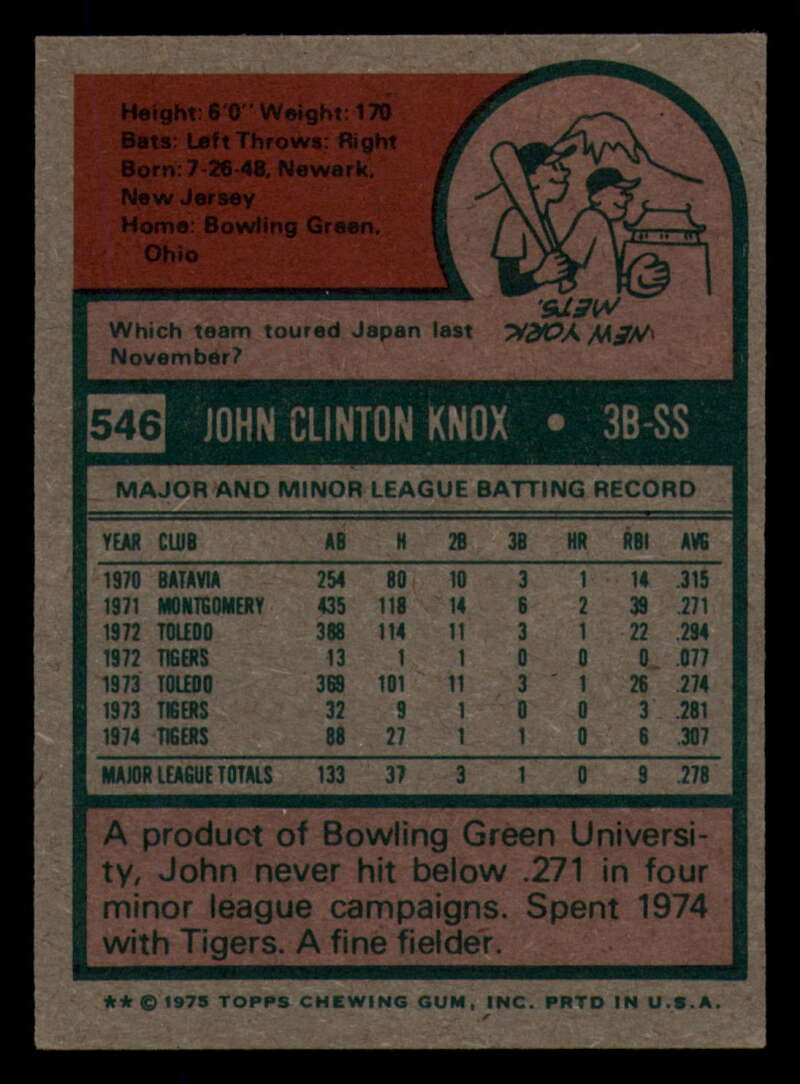 Height: 6'0" Weight: 170
Bats: Left Throws: Right
Born: 7-26-48, Newark,
New Jersey
Home: Bowling Green,
Ohio
Which team toured Japan last
November?
NEW YORK
METS.
546 JOHN CLINTON KNOX • 3B-SS
MAJOR AND MINOR LEAGUE BATTING RECORD
YEAR CLUB AB H 2B 3B HR RBI AVG
1970 BATAVIA 254 80 10 3 1 14 .315
1971 MONTGOMERY 435 118 14 6 2 39 .271
1972 TOLEDO 388 114 11 3 1 22 .294
1972 TIGERS 13 1 1 0 0 0 .077
1973 TOLEDO 369 101 11 3 1 26 .274
1973 TIGERS 32 9 1 0 0 3 .281
1974 TIGERS 88 27 1 1 0 6 .307
MAJOR LEAGUE TOTALS 133 37 3 1 0 9 .278
A product of Bowling Green Universi-
ty, John never hit below .271 in four
minor league campaigns. Spent 1974
with Tigers. A fine fielder.
** © 1975 TOPPS CHEWING GUM, INC. PRTD IN U.S.A.